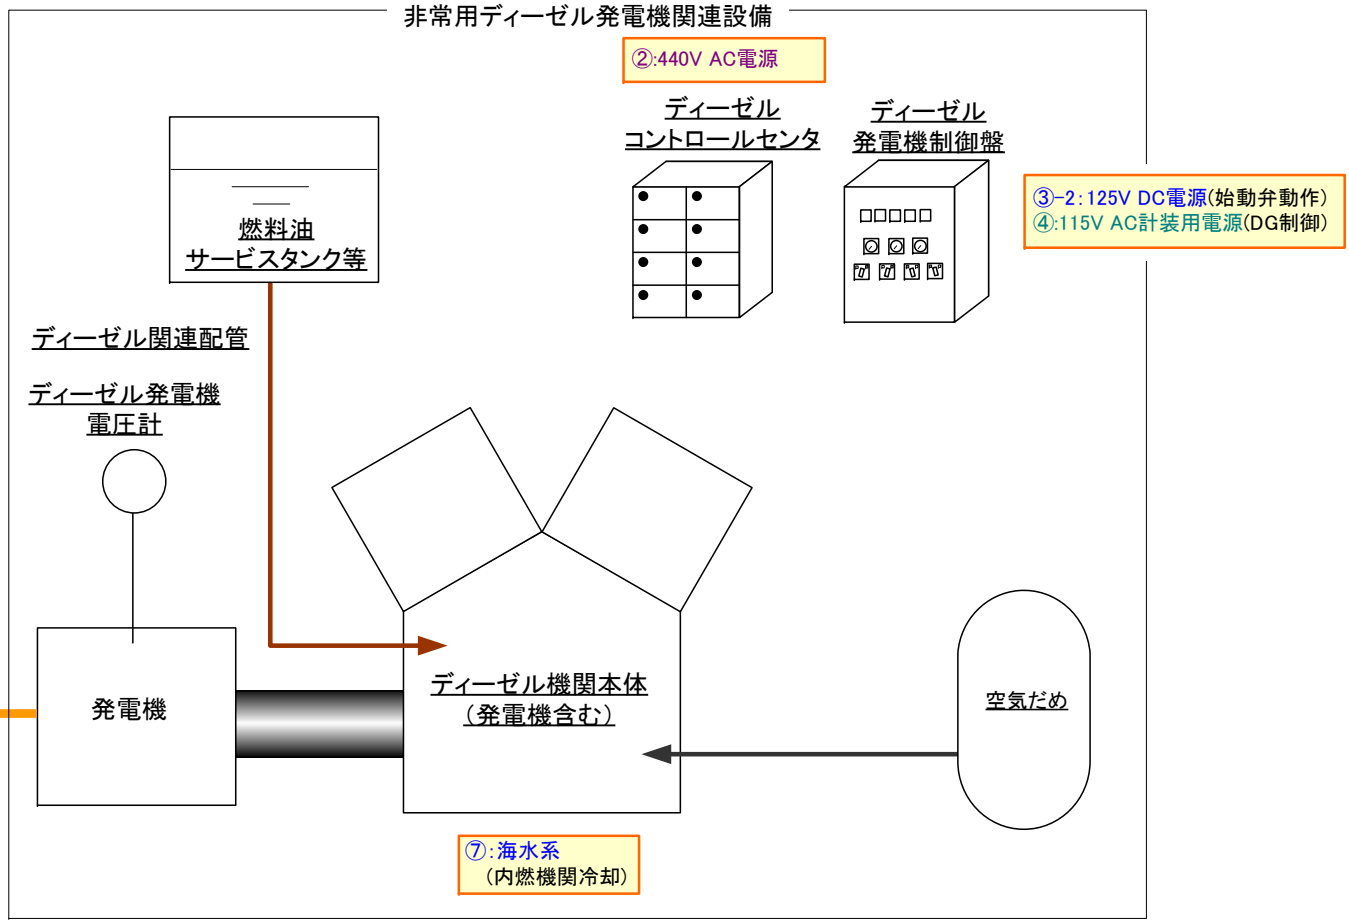 非常用ディーゼル発電機関連設備
②:440V AC電源
ディーゼル
コントロールセンタ
ディーゼル
発電機制御盤
③-2:125V DC電源(始動弁動作)
④:115V AC計装用電源(DG制御)
燃料油
サービスタンク等
ディーゼル関連配管
ディーゼル発電機
電圧計
発電機
ディーゼル機関本体
(発電機含む)
空気だめ
⑦:海水系
(内燃機関冷却)